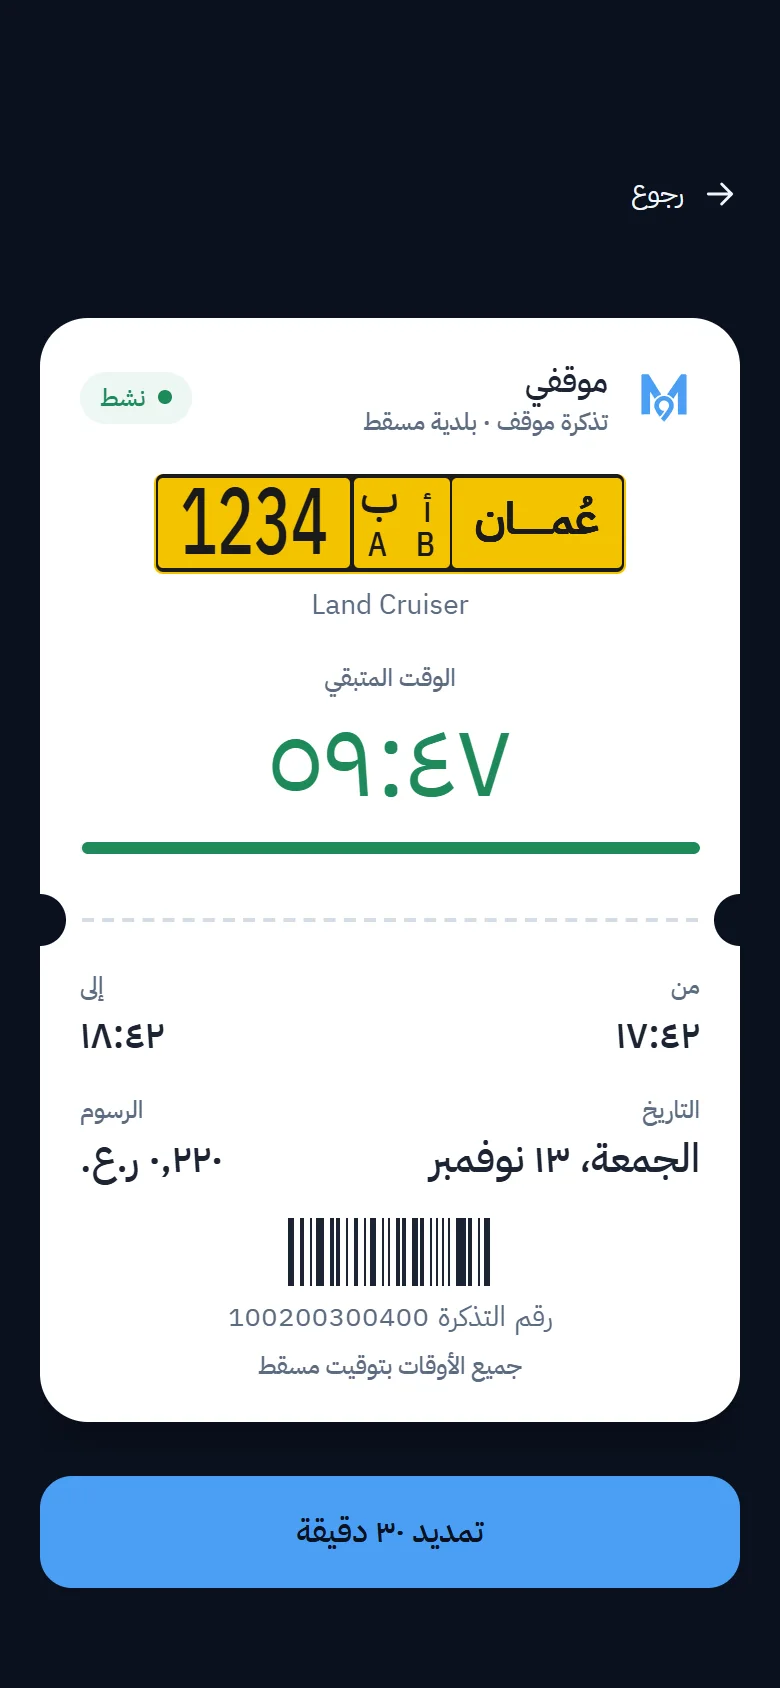 رجوع
موقفي
تذكرة موقف · بلدية مسقط
نشط
عُمـــان
أ ب
B A
1234
Land Cruiser
الوقت المتبقي
٥٩:٤٧
من
إلى
١٧:٤٢
١٨:٤٢
التاريخ
الرسوم
الجمعة، ١٣ نوفمبر
٠٫٢٢٠ ر.ع.
رقم التذكرة 100200300400
جميع الأوقات بتوقيت مسقط
تمديد ٣٠ دقيقة